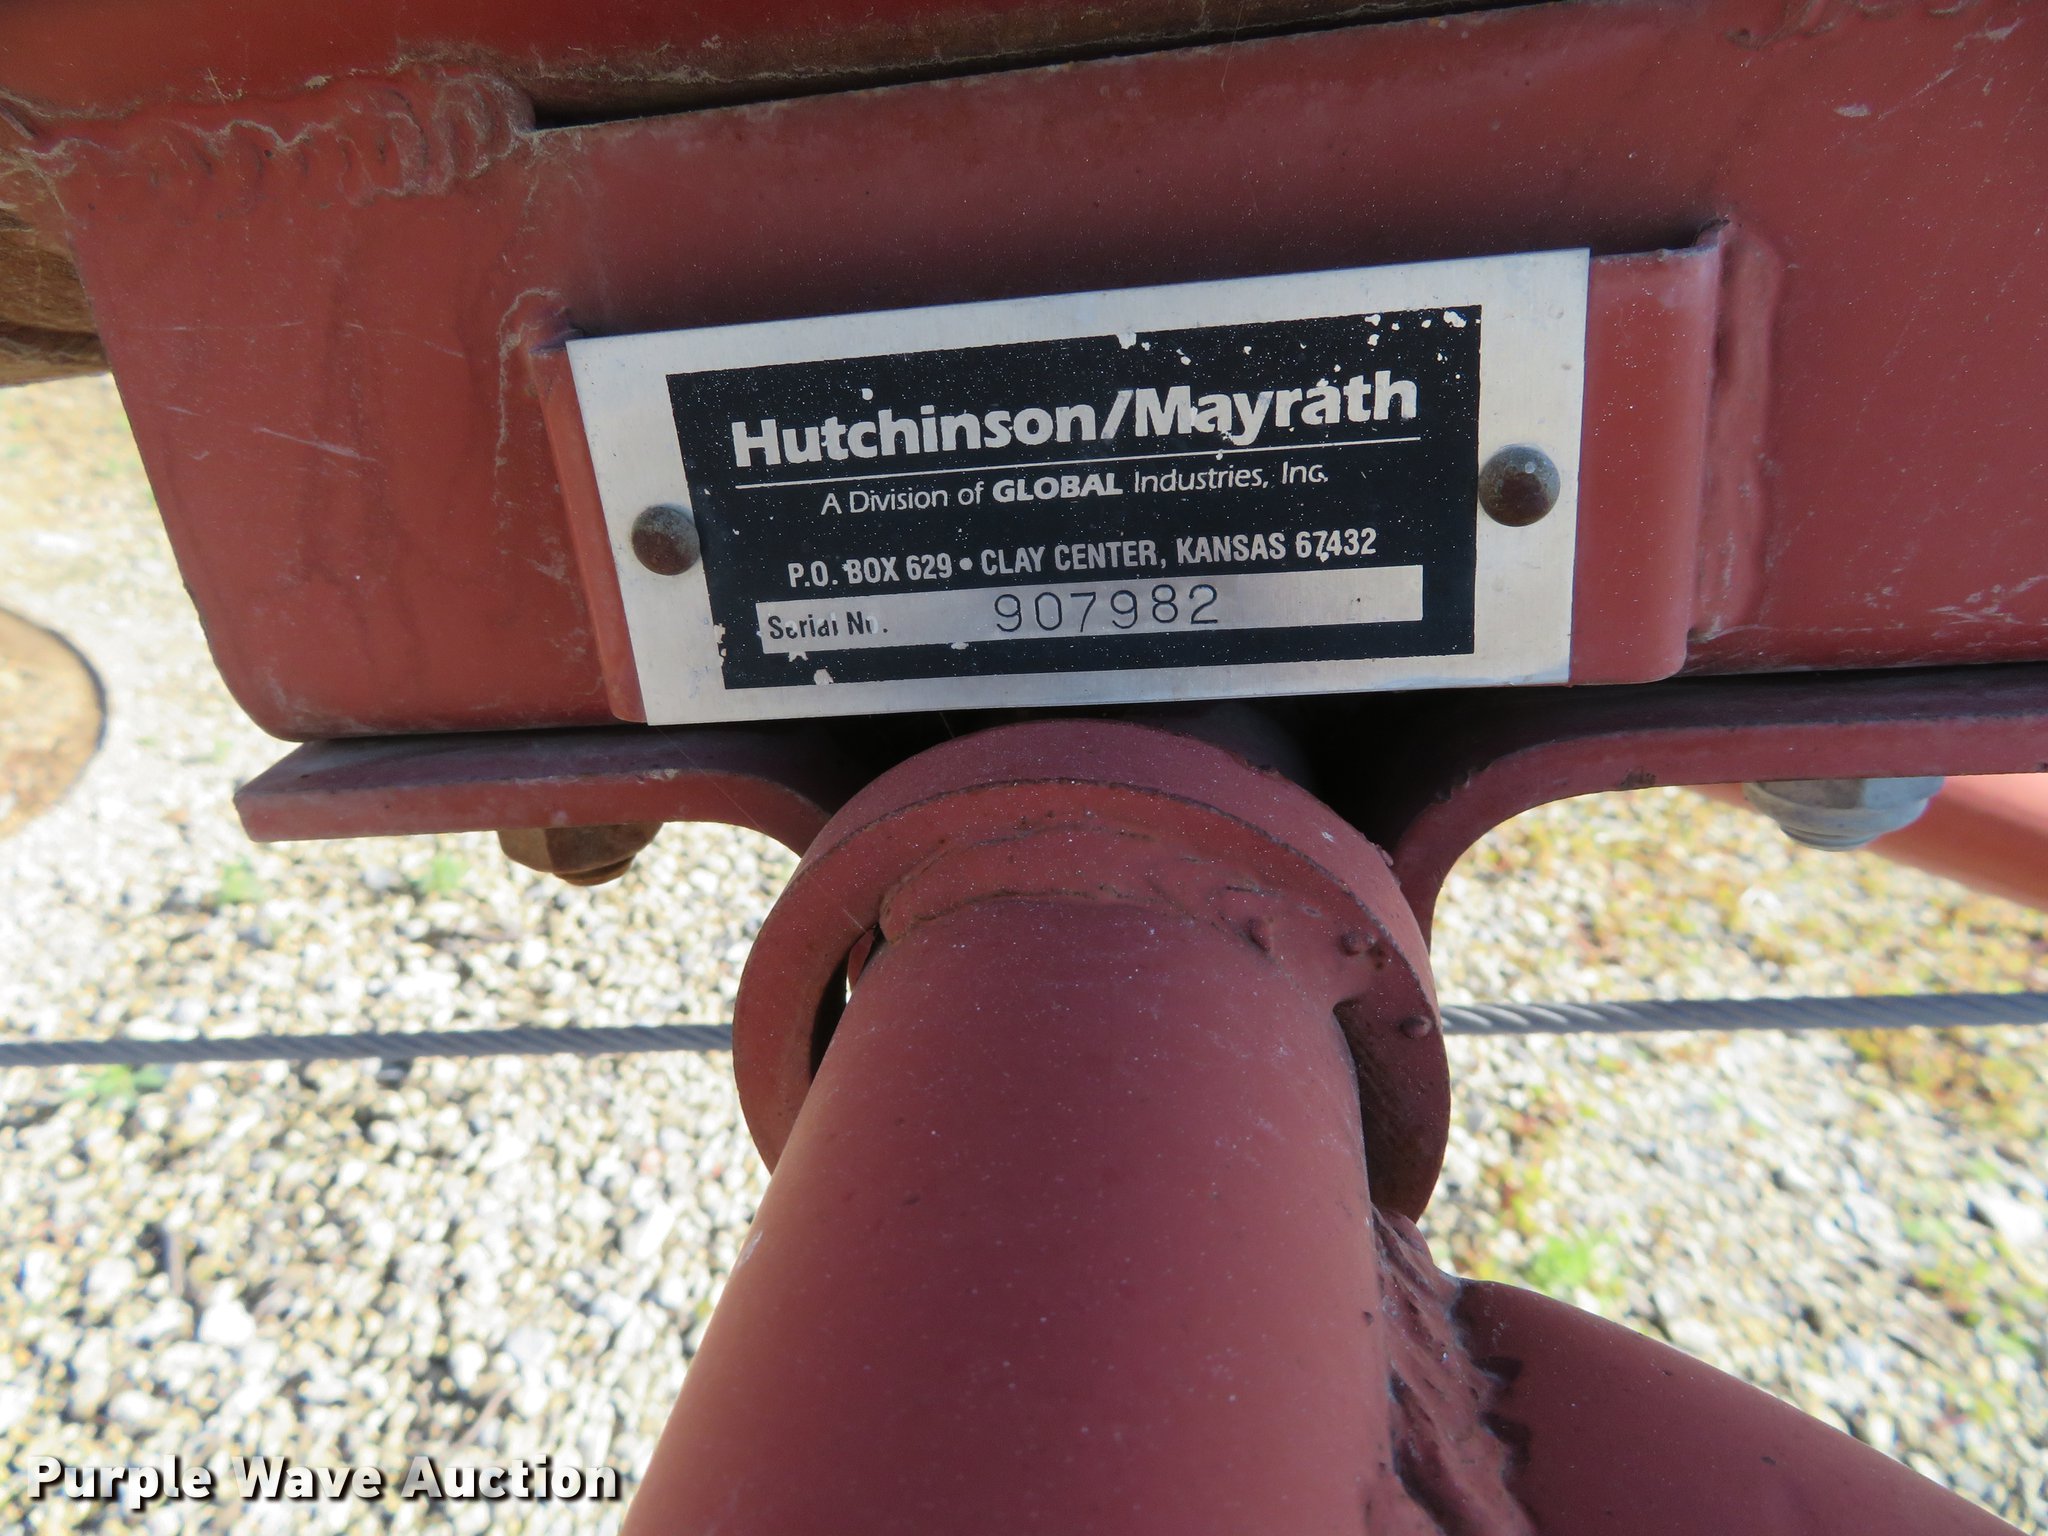 Hutchinson/Mayrath
A Division of GLOBAL Industries, Inc.
P.O. BOX 629 • CLAY CENTER, KANSAS 67432
Serial No. 907982
Purple Wave Auction